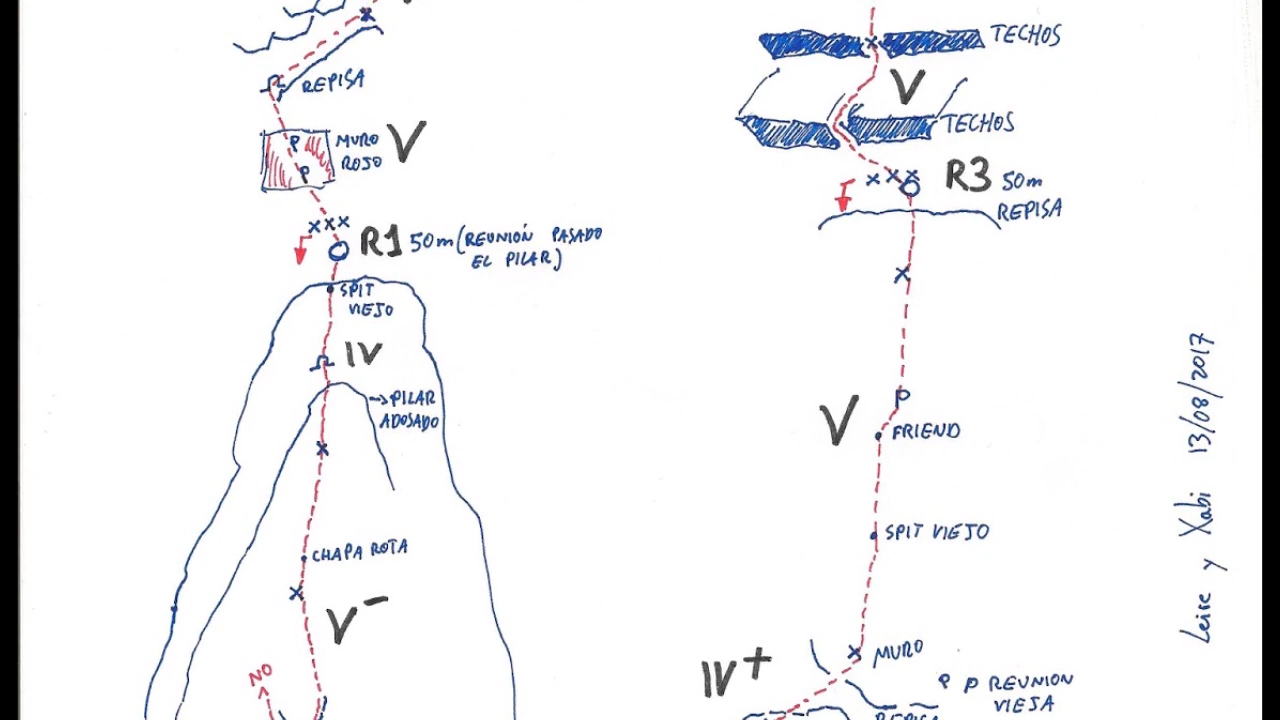 REPISA
MURO
ROJO
V
P
P
R1 50m (REUNIÓN PASADO
EL PILAR)
SPIT
VIEJO
IV
PILAR
ADOSADO
CHAPA ROTA
V-
NO
TECHOS
V
TECHOS
R3 50m
REPISA
P
V
FRIEND
SPIT VIEJO
MURO
IV+
P P REUNION
VIEJA
REPISA
Leire y Xabi 13/08/2017